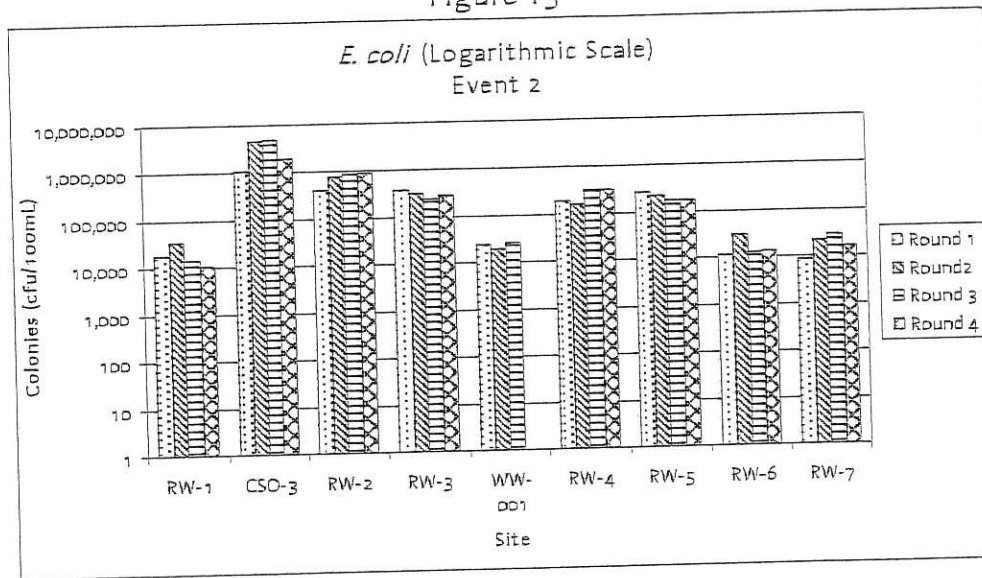 Figure 15
E. coli (Logarithmic Scale)
Event 2
10,000,000
1,000,000
100,000
10,000
1,000
100
10
1
Colonies (cfu/100mL)
RW-1 CSO-3 RW-2 RW-3 WW-001 RW-4 RW-5 RW-6 RW-7
Site
Round 1
Round2
Round 3
Round 4